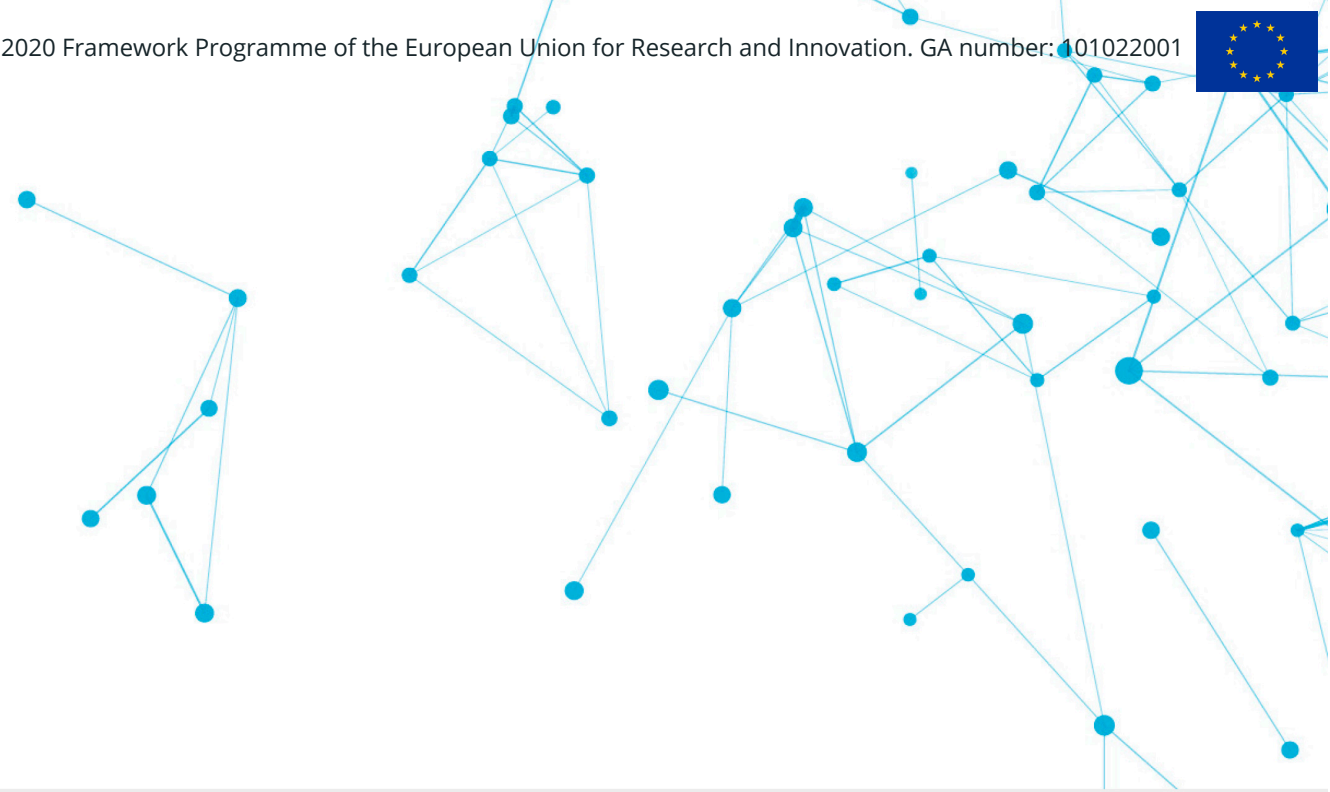 2020 Framework Programme of the European Union for Research and Innovation. GA number: 101022001